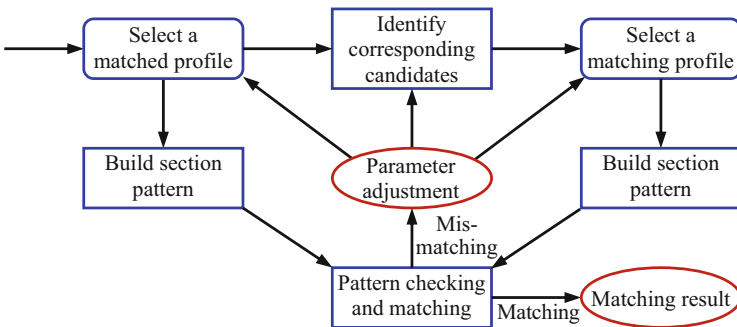 Select a
matched profile
Identify
corresponding
candidates
Select a
matching profile
Build section
pattern
Parameter
adjustment
Build section
pattern
Mis-
matching
Pattern checking
and matching
Matching
Matching result